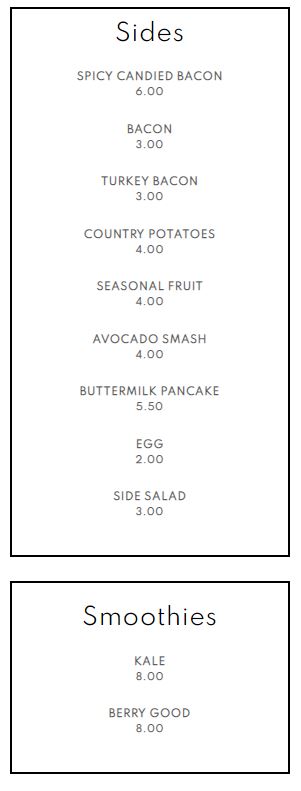 Sides
SPICY CANDIED BACON
6.00
BACON
3.00
TURKEY BACON
3.00
COUNTRY POTATOES
4.00
SEASONAL FRUIT
4.00
AVOCADO SMASH
4.00
BUTTERMILK PANCAKE
5.50
EGG
2.00
SIDE SALAD
3.00
Smoothies
KALE
8.00
BERRY GOOD
8.00